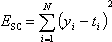 E_SC = \sum_{i=1}^{N} (y_i - t_i)^2